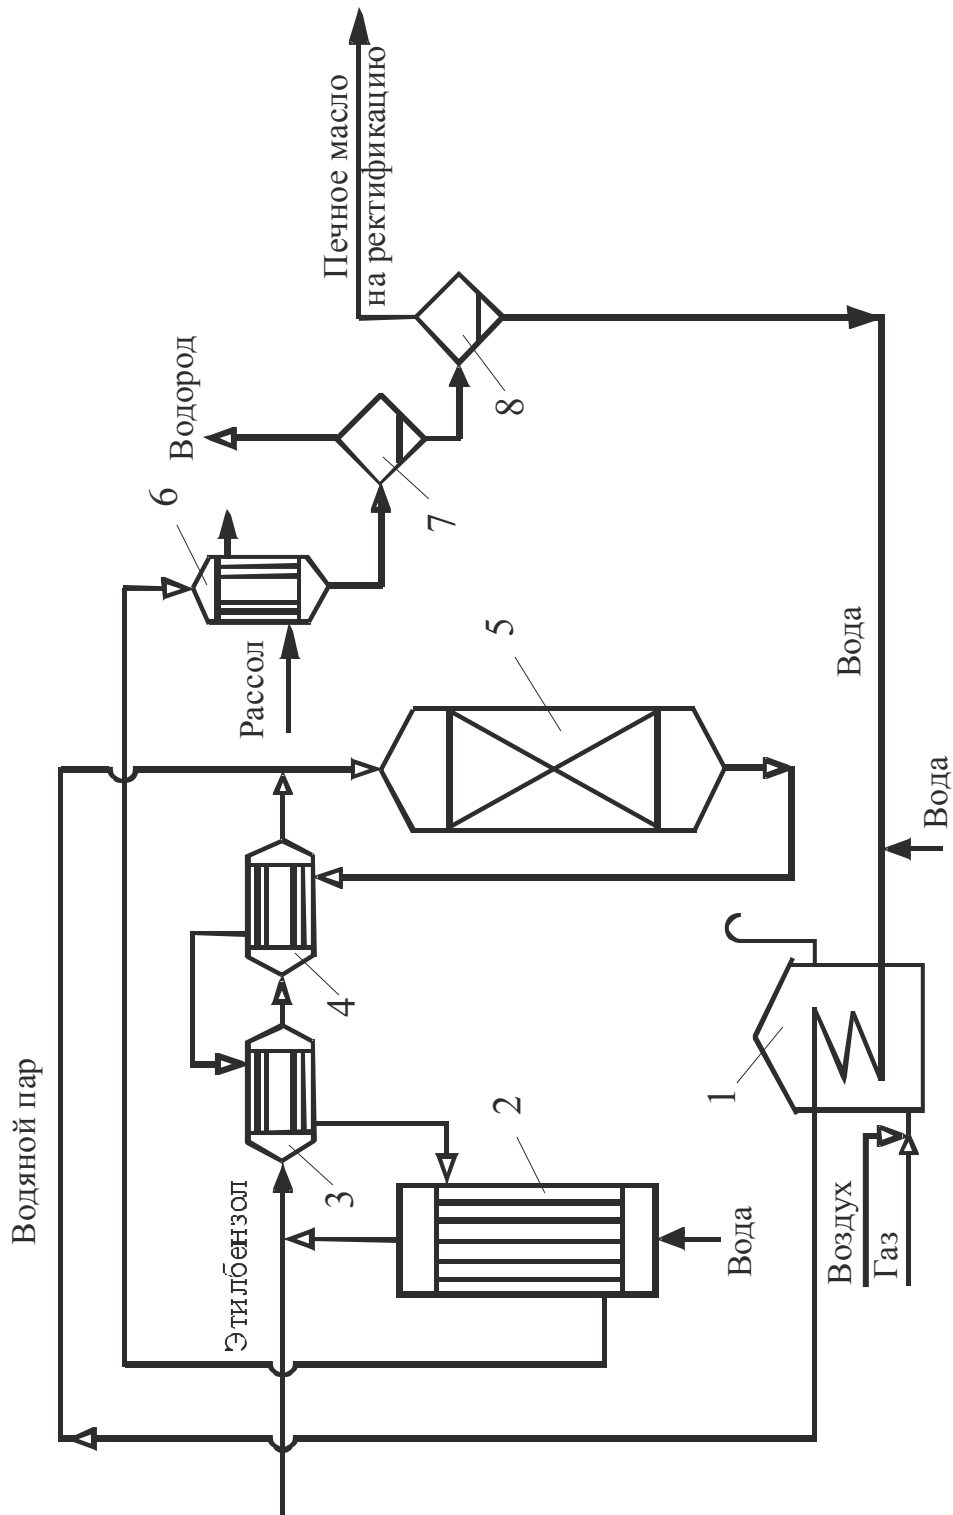 Водяной пар
Этилбензол
Рассол
Водород
Печное масло
на ректификацию
6
7
8
5
4
3
2
1
Вода
Вода
Вода
Воздух
Газ